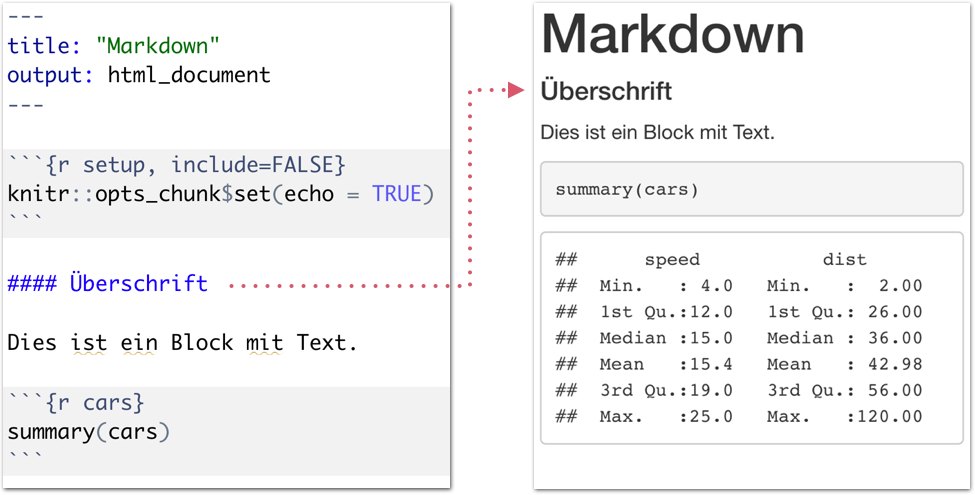 ---
title: "Markdown"
output: html_document
---
```{r setup, include=FALSE}
knitr::opts_chunk$set(echo = TRUE)
```
#### Überschrift
Dies ist ein Block mit Text.
```{r cars}
summary(cars)
```
Markdown
Überschrift
Dies ist ein Block mit Text.
summary(cars)
##      speed           dist
##  Min.   : 4.0   Min.   :  2.00
##  1st Qu.:12.0   1st Qu.: 26.00
##  Median :15.0   Median : 36.00
##  Mean   :15.4   Mean   : 42.98
##  3rd Qu.:19.0   3rd Qu.: 56.00
##  Max.   :25.0   Max.   :120.00